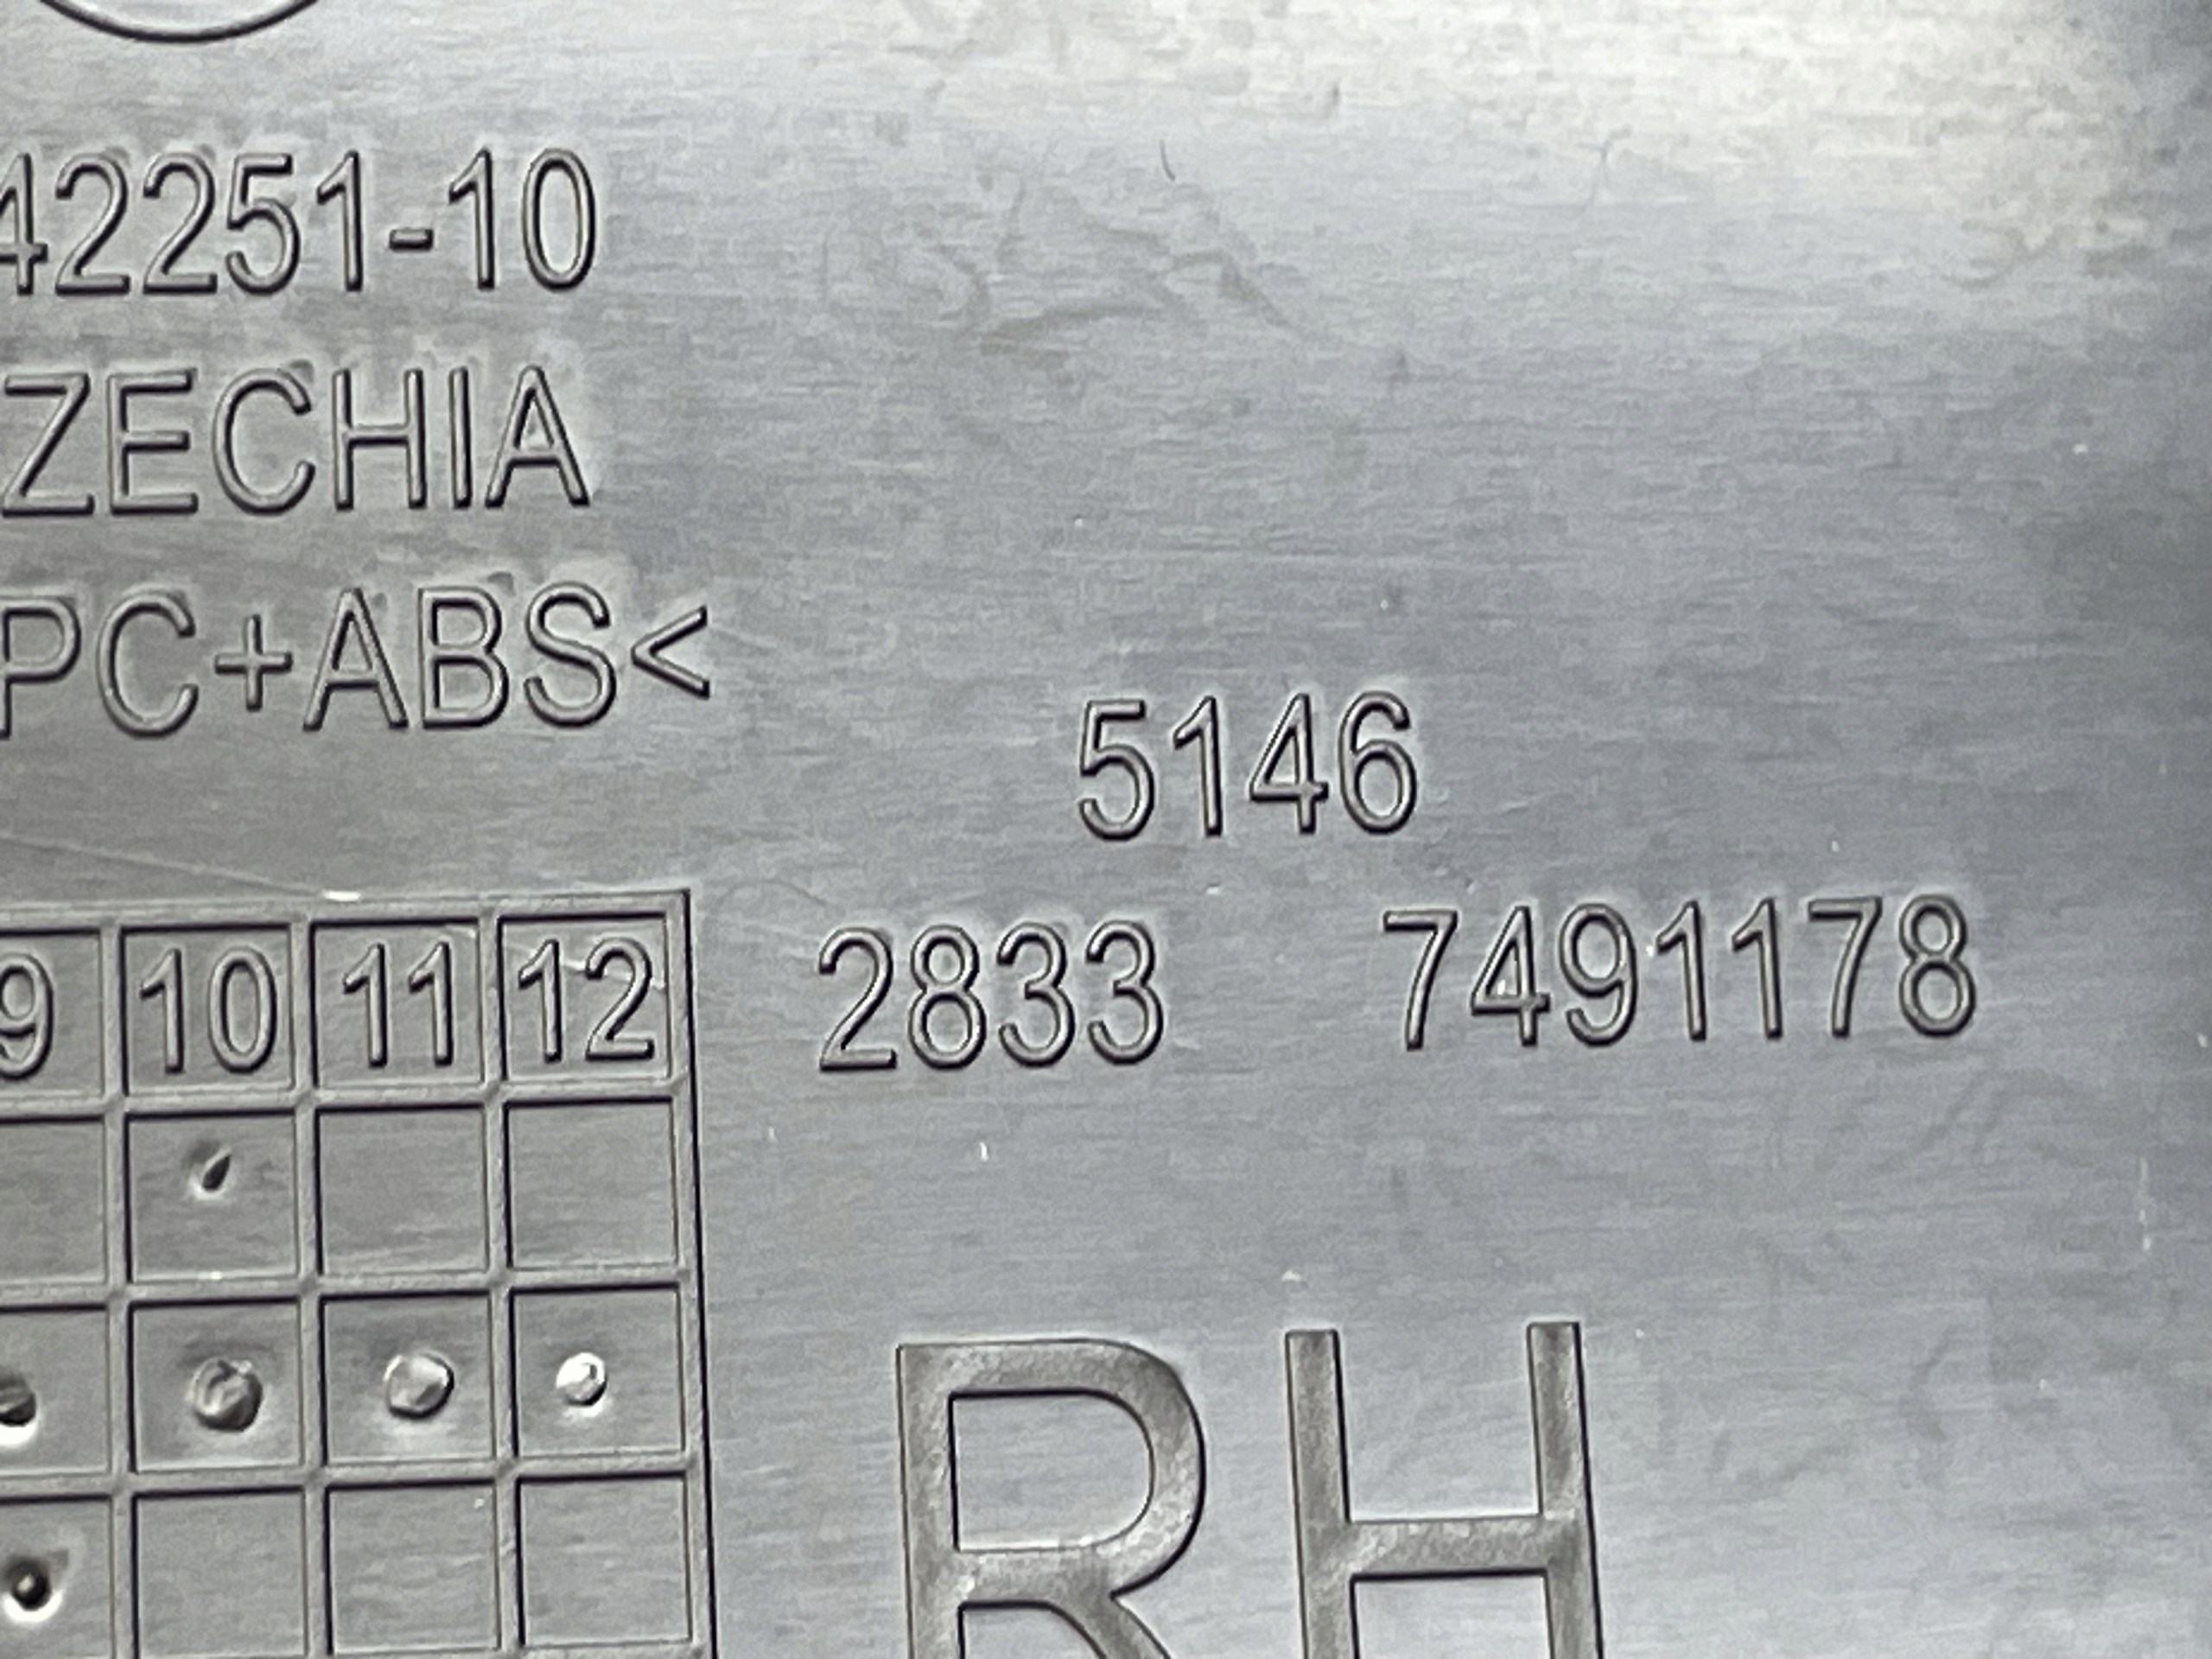 42251-10
ZECHIA
PC+ABS<
5146
2833 7491178
9 10 11 12
RH